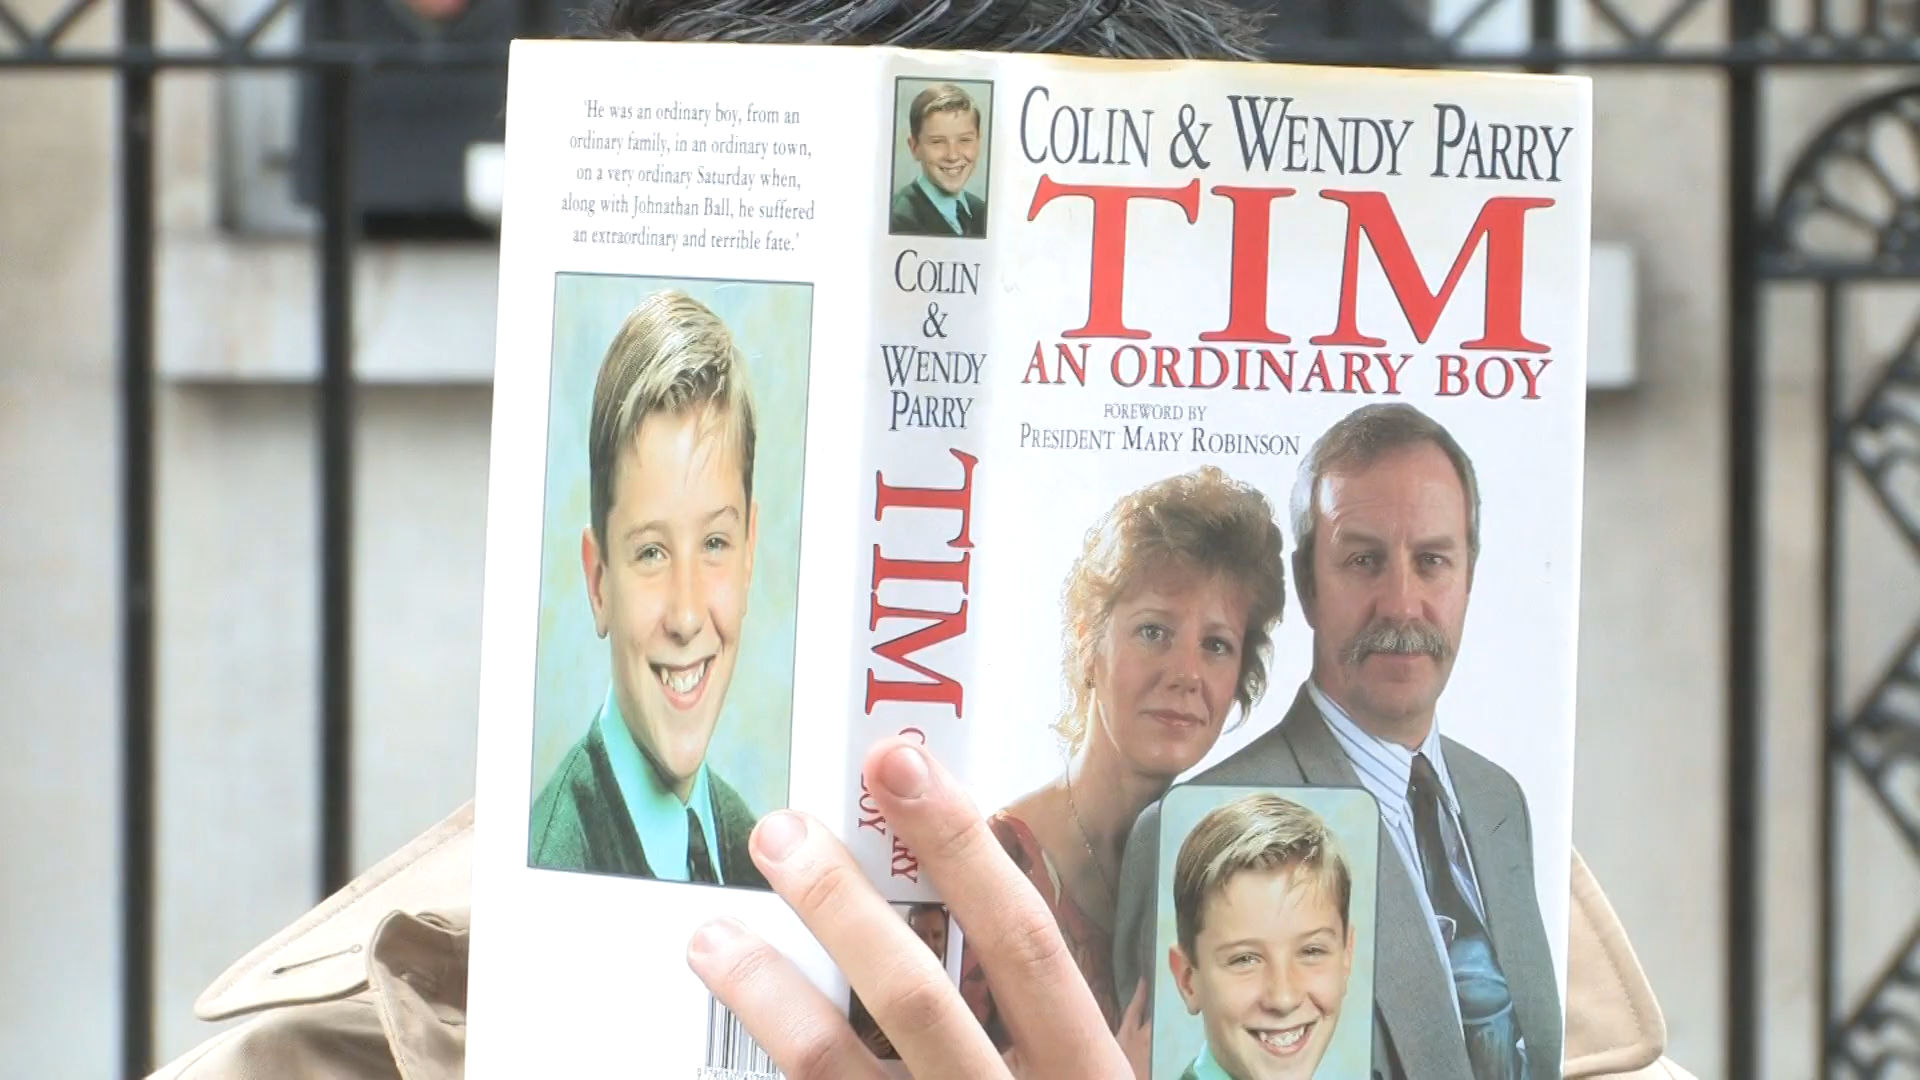 'He was an ordinary boy, from an
ordinary family, in an ordinary town,
on a very ordinary Saturday when,
along with Johnathan Ball, he suffered
an extraordinary and terrible fate.'
COLIN
&
WENDY
PARRY
TIM
COLIN & WENDY PARRY
TIM
AN ORDINARY BOY
FOREWORD BY
PRESIDENT MARY ROBINSON